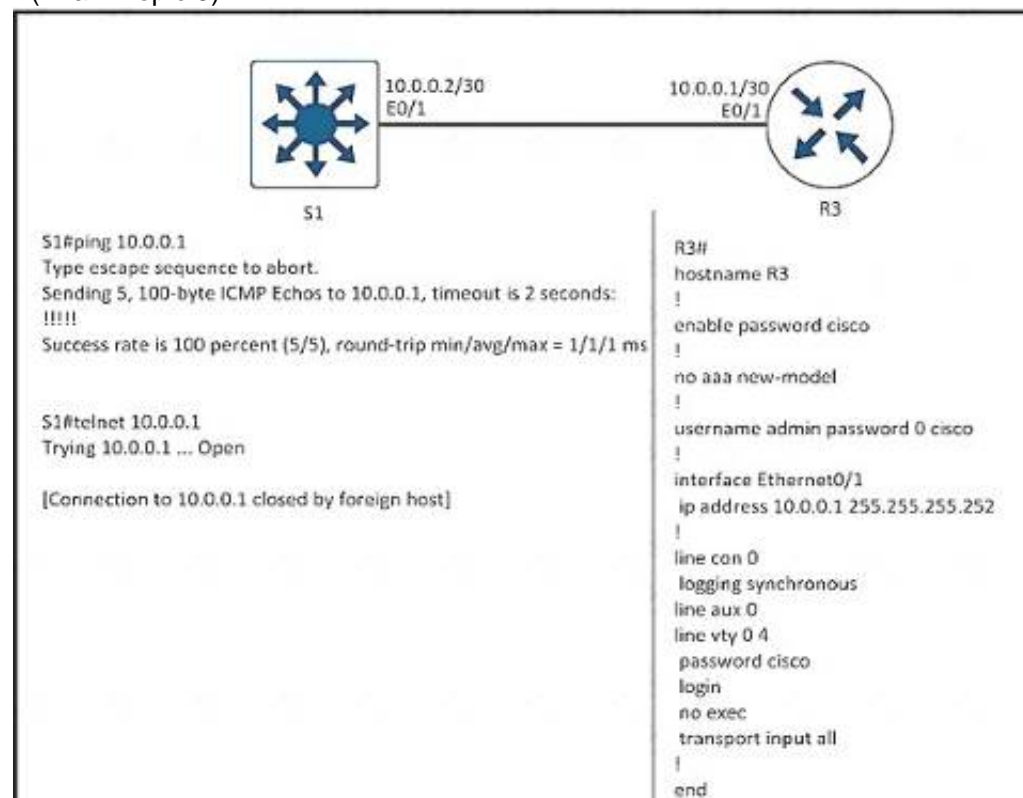 10.0.0.2/30
E0/1
10.0.0.1/30
E0/1
S1
R3
S1#ping 10.0.0.1
Type escape sequence to abort.
Sending 5, 100-byte ICMP Echos to 10.0.0.1, timeout is 2 seconds:
!!!!!
Success rate is 100 percent (5/5), round-trip min/avg/max = 1/1/1 ms
S1#telnet 10.0.0.1
Trying 10.0.0.1 ... Open
[Connection to 10.0.0.1 closed by foreign host]
R3#
hostname R3
!
enable password cisco
!
no aaa new-model
!
username admin password 0 cisco
!
interface Ethernet0/1
ip address 10.0.0.1 255.255.255.252
!
line con 0
logging synchronous
line aux 0
line vty 0 4
password cisco
login
no exec
transport input all
!
end